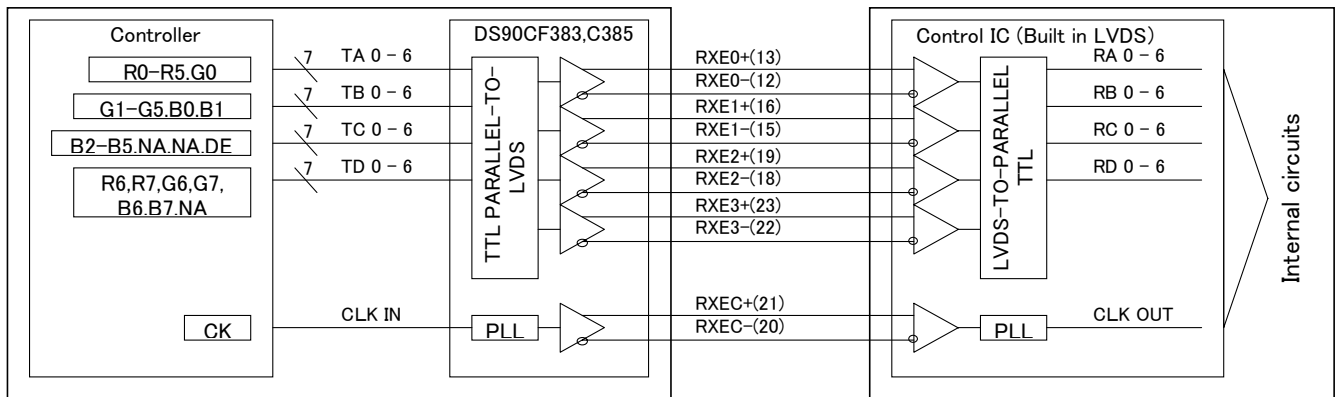 Controller
R0-R5.G0
G1-G5.B0.B1
B2-B5.NA.NA.DE
R6,R7,G6,G7,
B6.B7.NA
CK
7
TA 0 - 6
7
TB 0 - 6
7
TC 0 - 6
7
TD 0 - 6
CLK IN
DS90CF383,C385
TTL PARALLEL-TO-
LVDS
PLL
RXE0+(13)
RXE0-(12)
RXE1+(16)
RXE1-(15)
RXE2+(19)
RXE2-(18)
RXE3+(23)
RXE3-(22)
RXEC+(21)
RXEC-(20)
Control IC (Built in LVDS)
LVDS-TO-PARALLEL
TTL
PLL
RA 0 - 6
RB 0 - 6
RC 0 - 6
RD 0 - 6
CLK OUT
Internal circuits